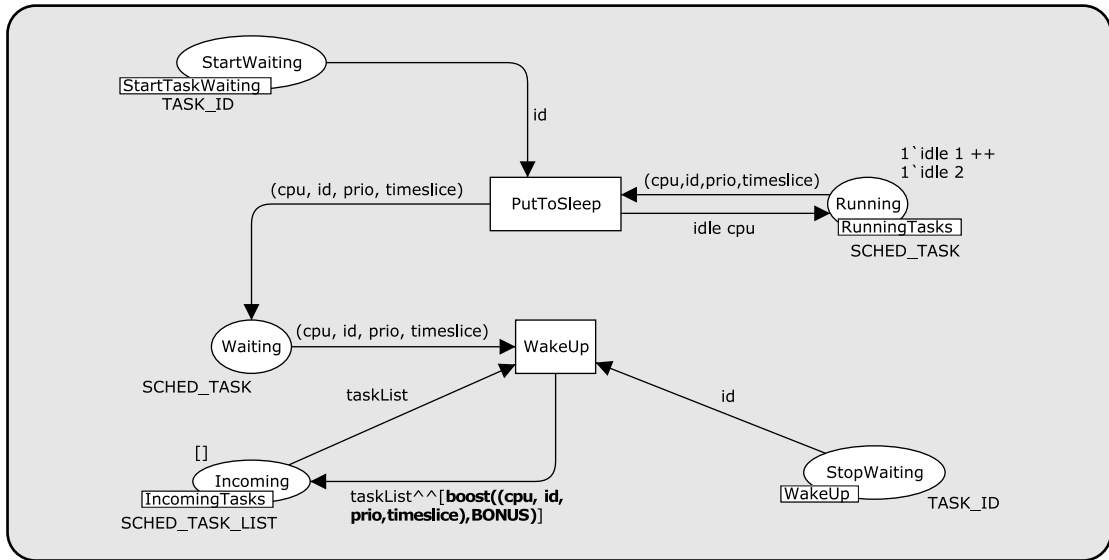 StartWaiting
StartTaskWaiting
TASK_ID
id
1`idle 1 ++
1`idle 2
(cpu, id, prio, timeslice)
PutToSleep
(cpu,id,prio,timeslice)
Running
RunningTasks
idle cpu
SCHED_TASK
(cpu, id, prio, timeslice)
Waiting
WakeUp
SCHED_TASK
taskList
id
[]
Incoming
IncomingTasks
SCHED_TASK_LIST
taskList^^[boost((cpu, id,
prio,timeslice),BONUS)]
StopWaiting
WakeUp
TASK_ID